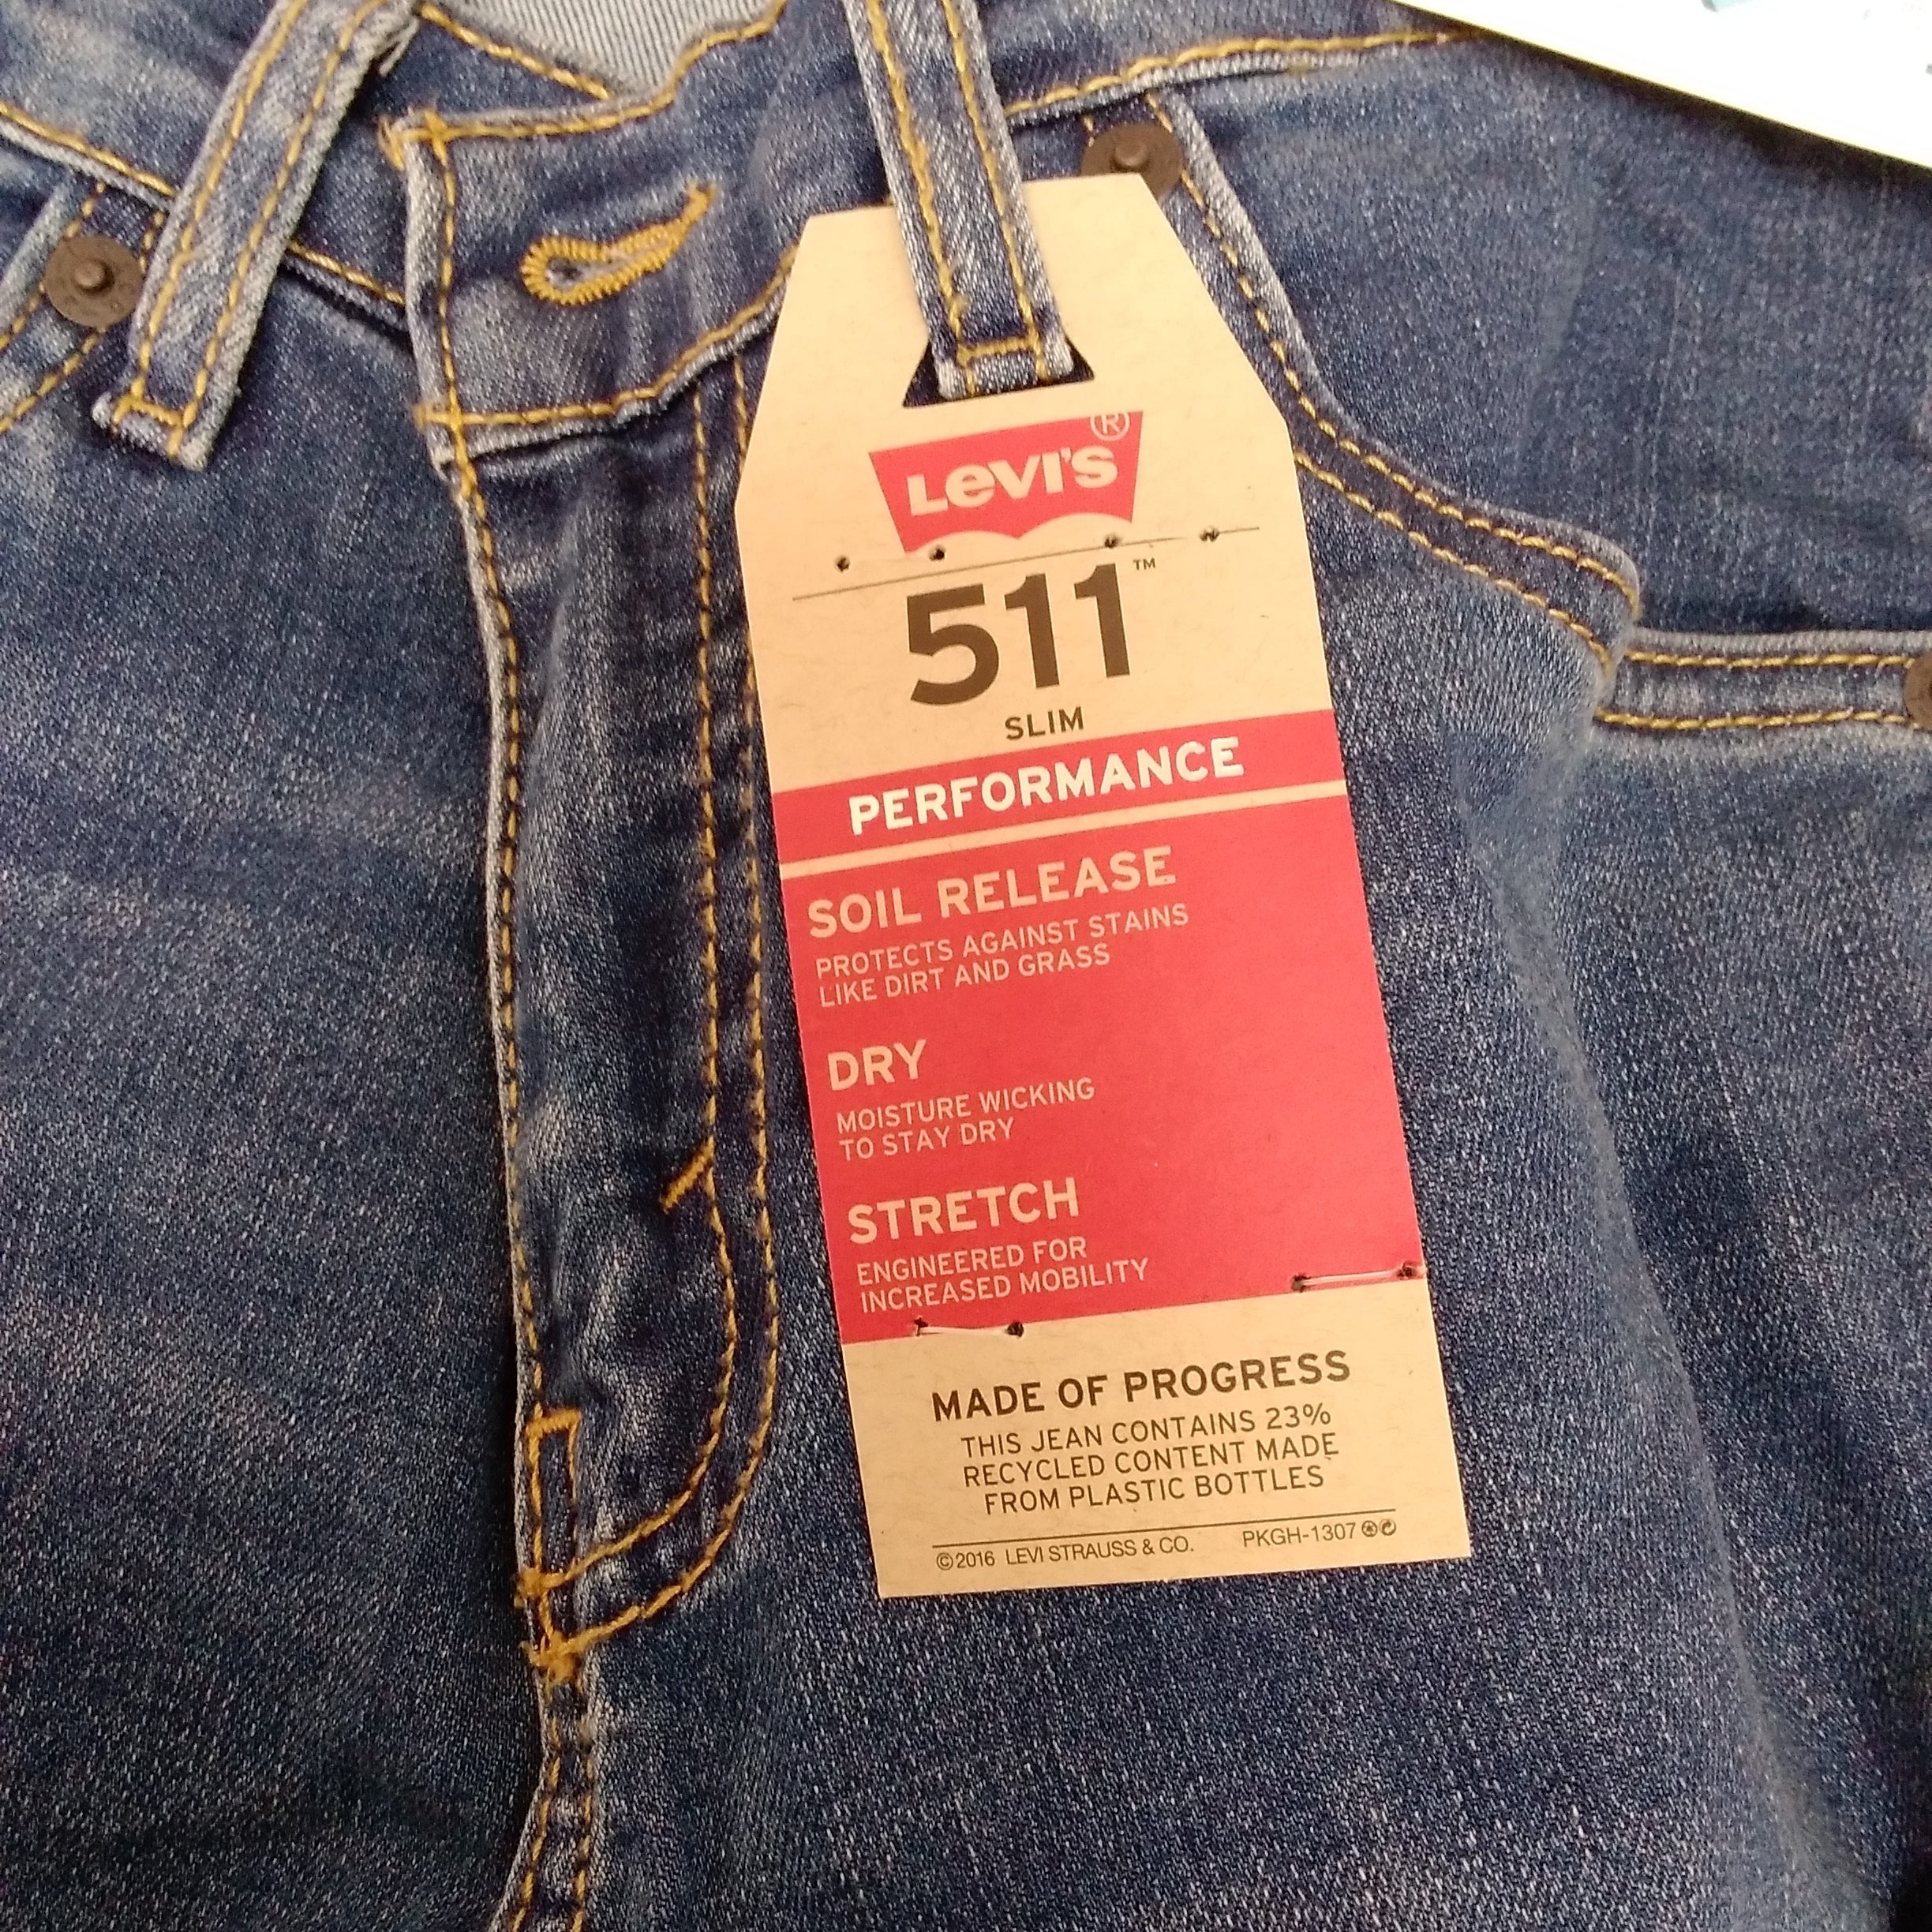 LEVI'S ®
511™
SLIM
PERFORMANCE
SOIL RELEASE
PROTECTS AGAINST STAINS
LIKE DIRT AND GRASS
DRY
MOISTURE WICKING
TO STAY DRY
STRETCH
ENGINEERED FOR
INCREASED MOBILITY
MADE OF PROGRESS
THIS JEAN CONTAINS 23%
RECYCLED CONTENT MADE
FROM PLASTIC BOTTLES
©2016 LEVI STRAUSS & CO. PKGH-1307